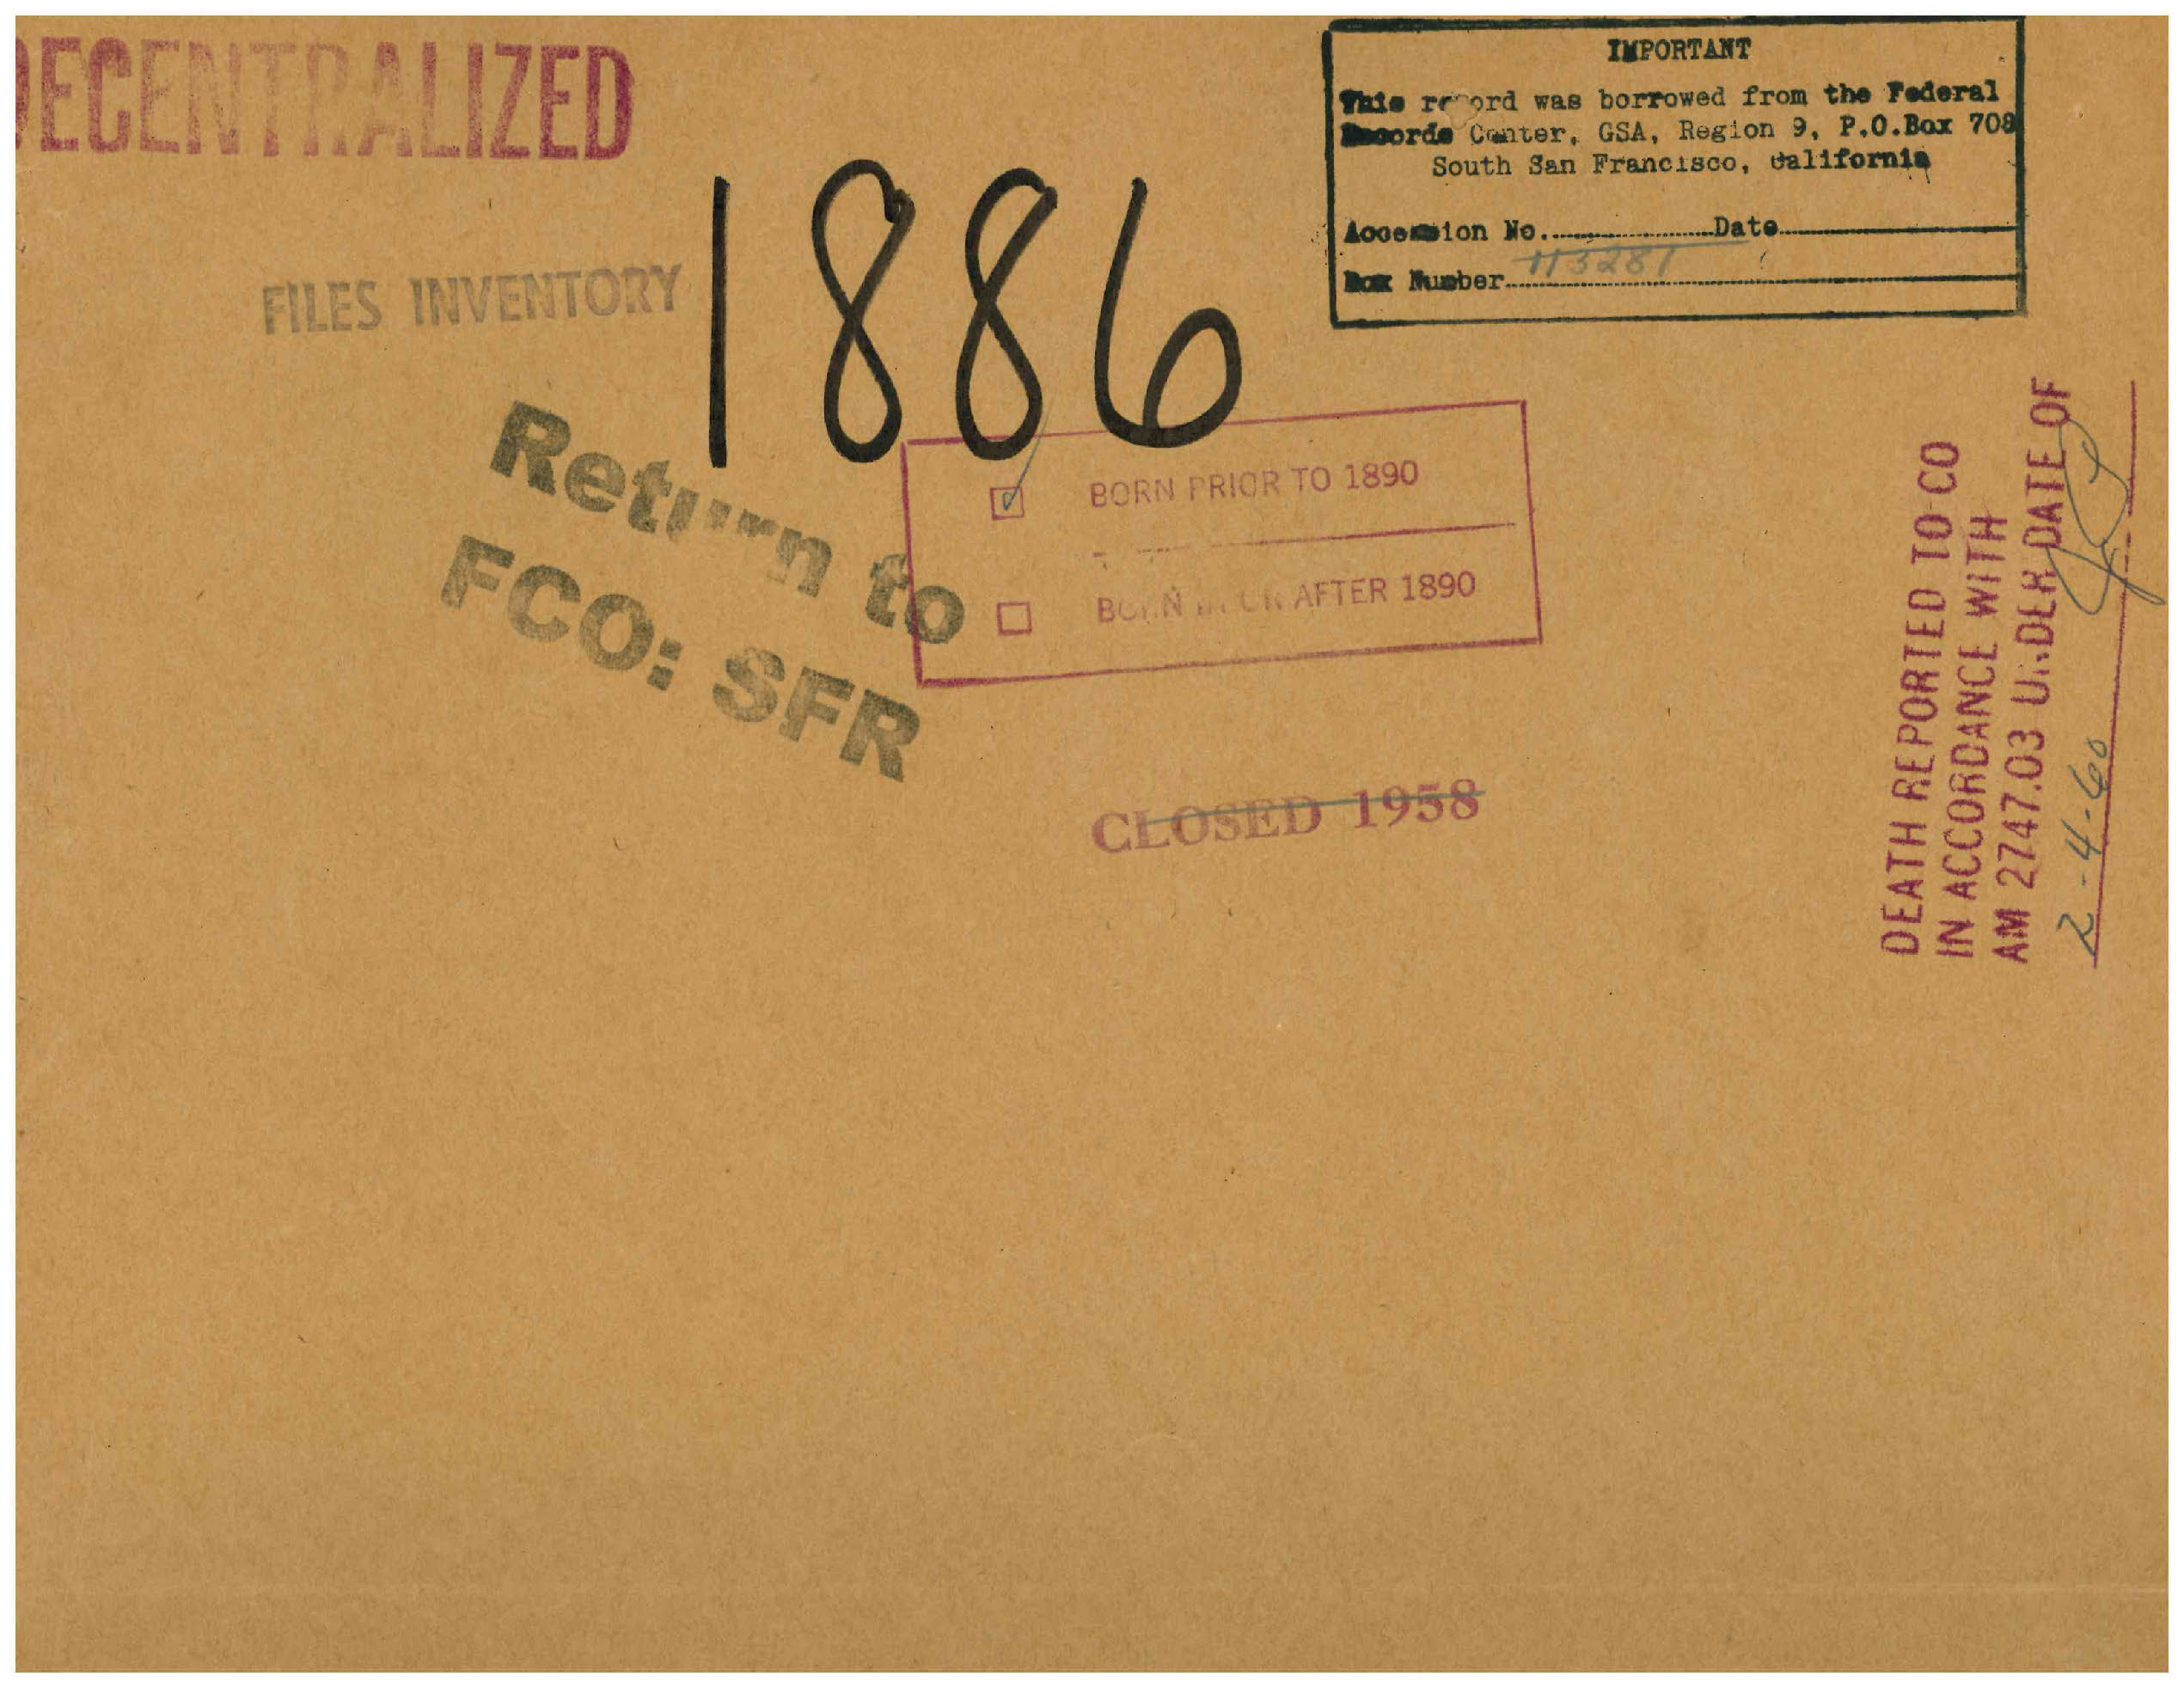 DECENTRALIZED
IMPORTANT
This record was borrowed from the Federal
Records Center, GSA, Region 9, P.O.Box 708
South San Francisco, California
Accession No. Date
113281
Box Number
FILES INVENTORY
1886
Return to
FCO: SFR
BORN PRIOR TO 1890
BORN IN OR AFTER 1890
CLOSED 1958
DEATH REPORTED TO CO
IN ACCORDANCE WITH
AM 2747.03 UNDER DATE OF
2-4-60